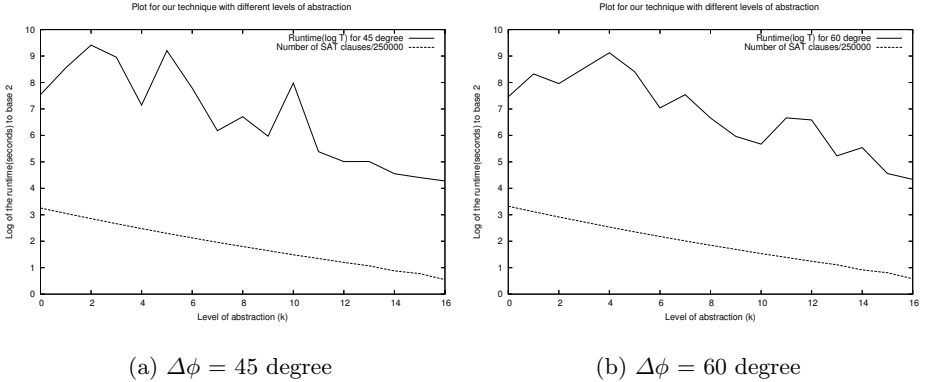 Plot for our technique with different levels of abstraction
10
9
8
7
6
5
4
3
2
1
0
Log of the runtime(seconds) to base 2
Runtime(log T) for 45 degree
Number of SAT clauses/250000
0 2 4 6 8 10 12 14 16
Level of abstraction (k)
(a) Δϕ = 45 degree
Plot for our technique with different levels of abstraction
10
9
8
7
6
5
4
3
2
1
0
Log of the runtime(seconds) to base 2
Runtime(log T) for 60 degree
Number of SAT clauses/250000
0 2 4 6 8 10 12 14 16
Level of abstraction (k)
(b) Δϕ = 60 degree